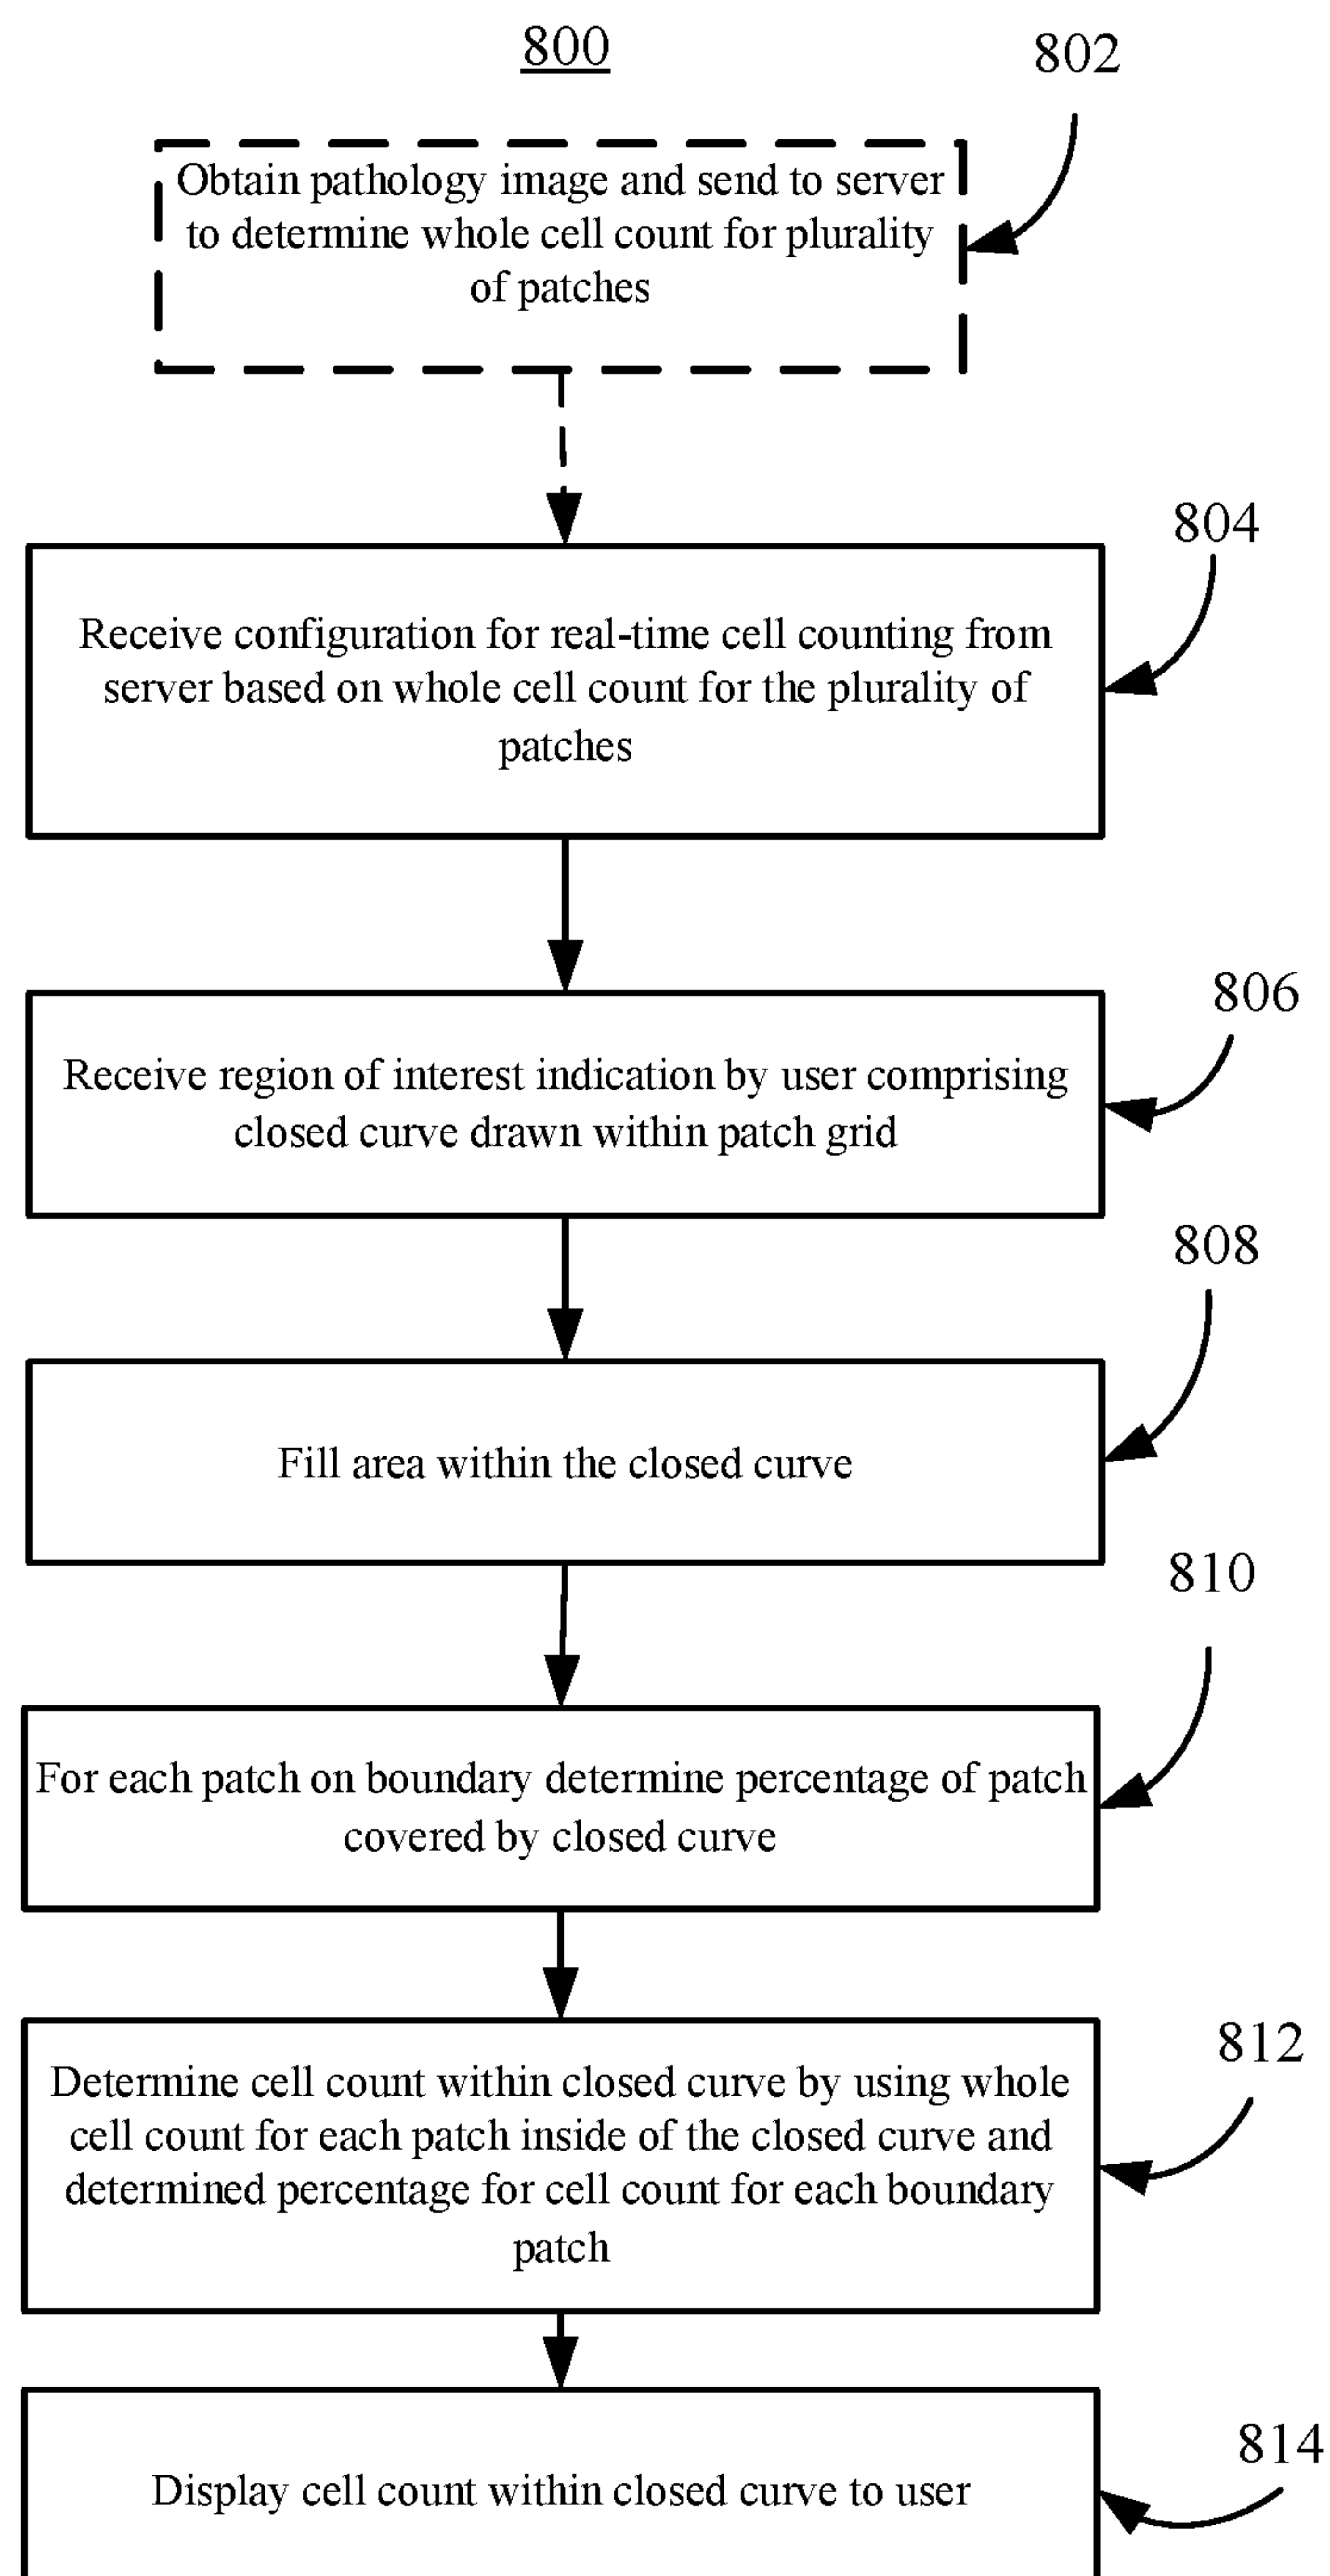 800
802
Obtain pathology image and send to server
to determine whole cell count for plurality
of patches
804
Receive configuration for real-time cell counting from
server based on whole cell count for the plurality of
patches
806
Receive region of interest indication by user comprising
closed curve drawn within patch grid
808
Fill area within the closed curve
810
For each patch on boundary determine percentage of patch
covered by closed curve
812
Determine cell count within closed curve by using whole
cell count for each patch inside of the closed curve and
determined percentage for cell count for each boundary
patch
814
Display cell count within closed curve to user